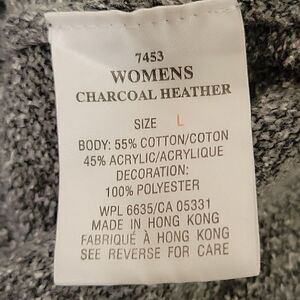 7453
WOMENS
CHARCOAL HEATHER
SIZE L
BODY: 55% COTTON/COTON
45% ACRYLIC/ACRYLIQUE
DECORATION:
100% POLYESTER
WPL 6635/CA 05331
MADE IN HONG KONG
FABRIQUÉ À HONG KONG
SEE REVERSE FOR CARE